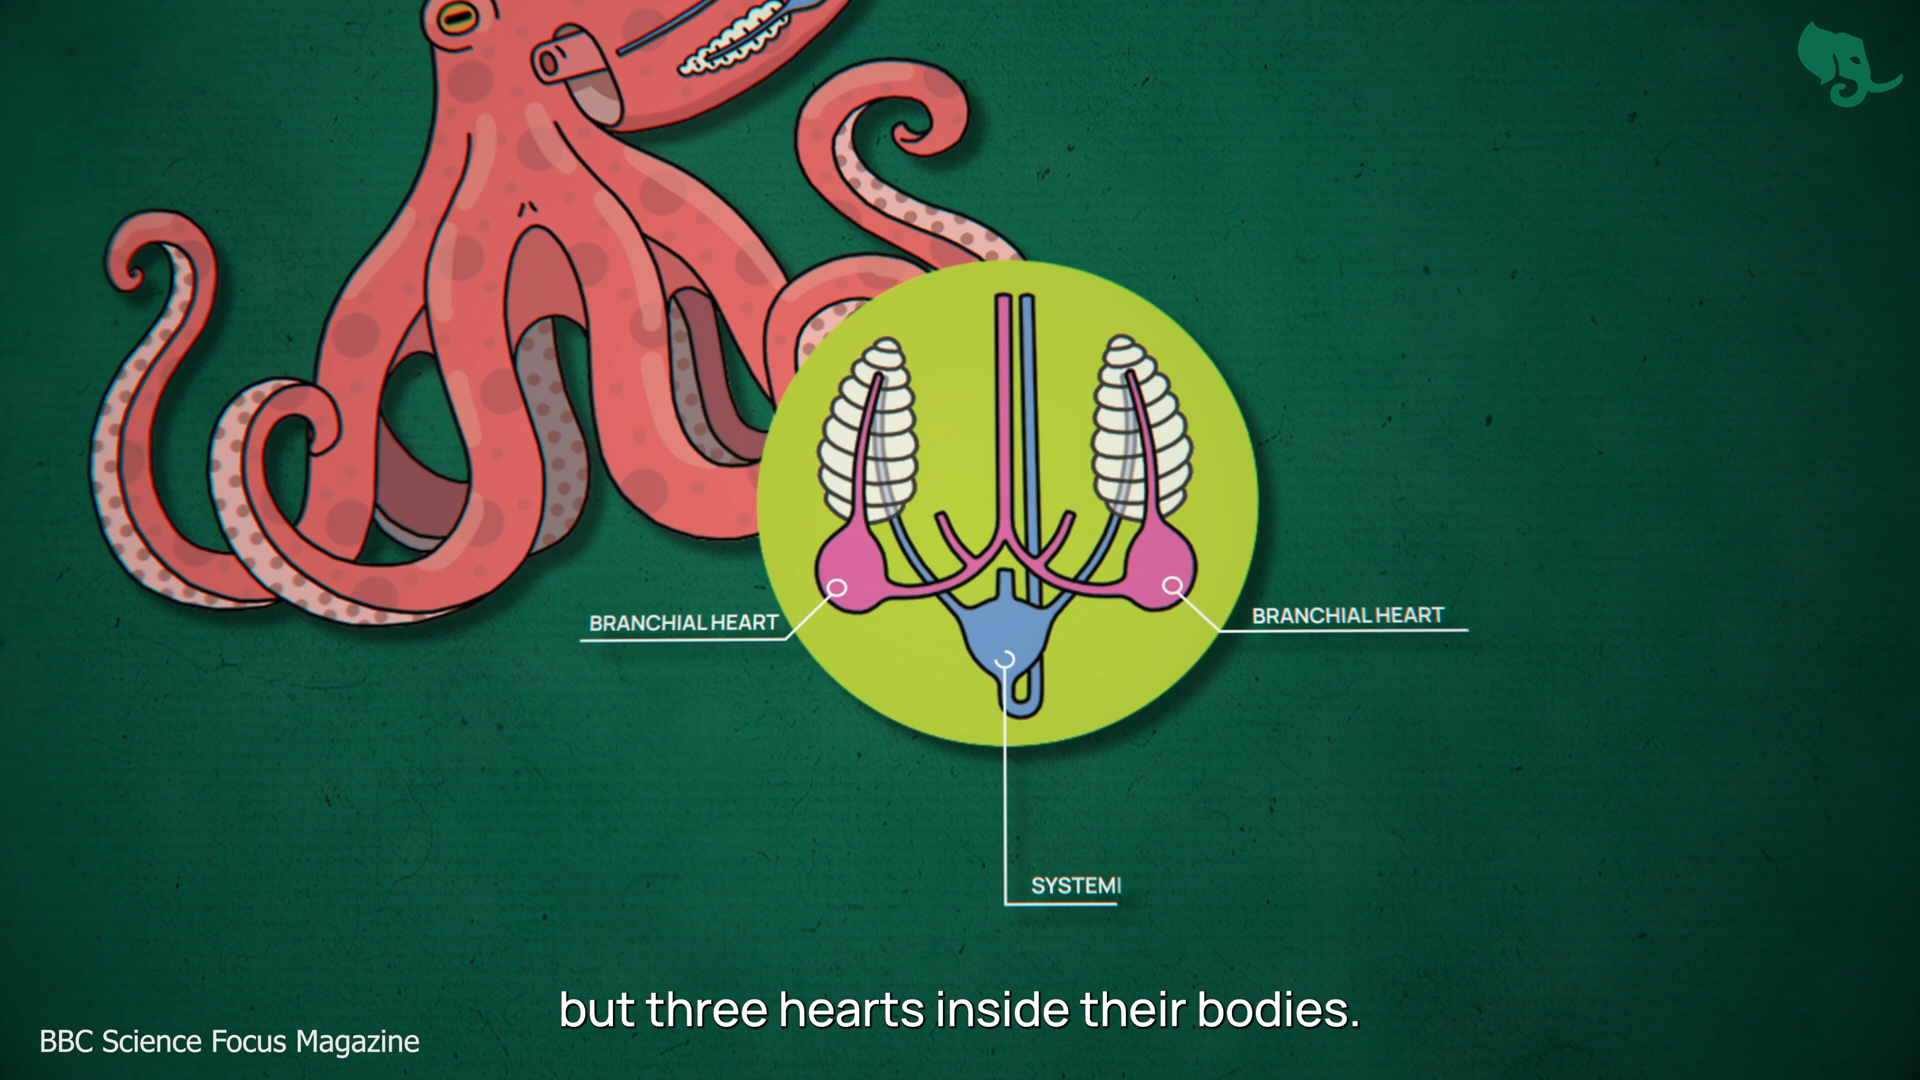 BRANCHIAL HEART
BRANCHIAL HEART
SYSTEMI
but three hearts inside their bodies.
BBC Science Focus Magazine